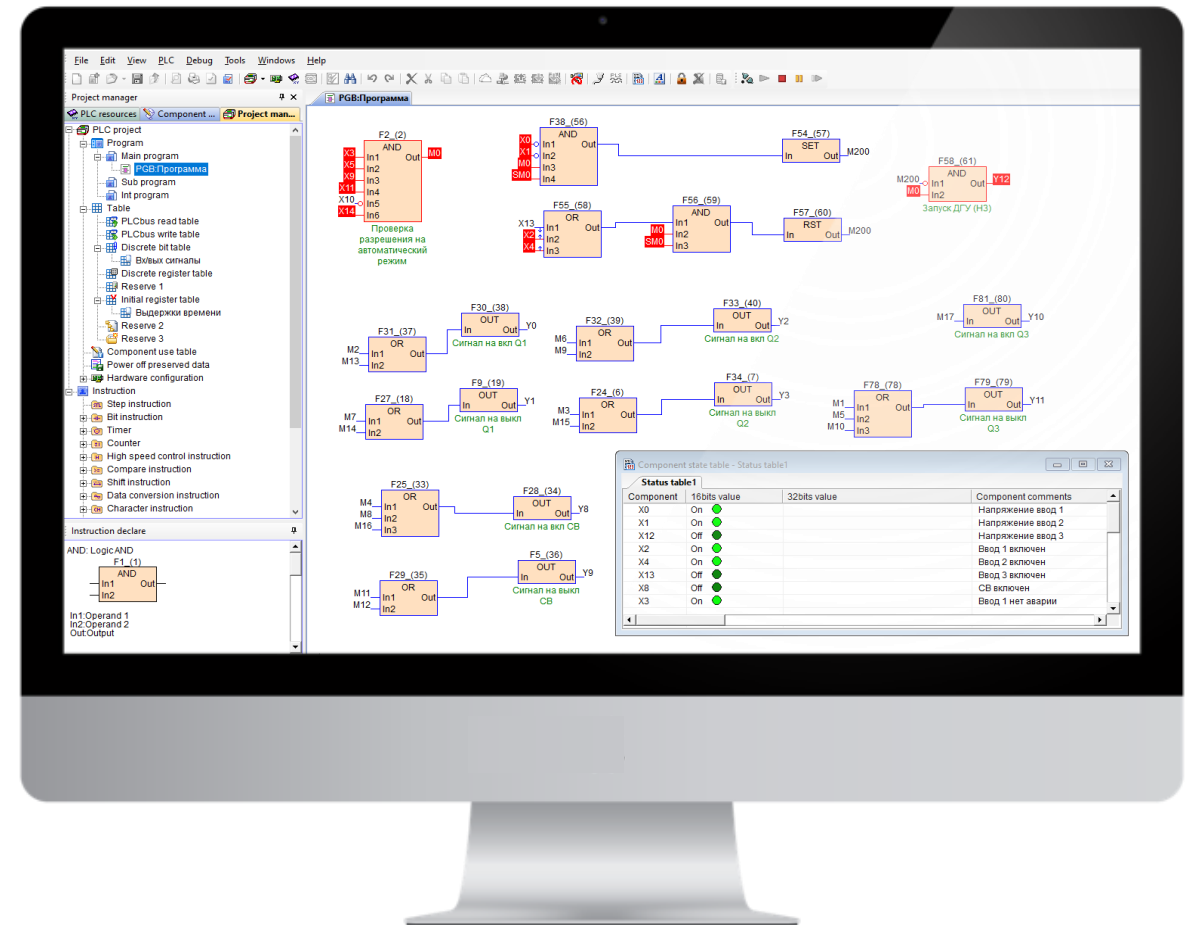 File Edit View PLC Debug Tools Windows Help
Project manager
PLC resources Component ... Project man...
PLC project
Program
Main program
PGB:Программа
Sub program
Int program
Table
PLCbus read table
PLCbus write table
Discrete bit table
Вх/вых сигналы
Discrete register table
Reserve 1
Initial register table
Выдержки времени
Reserve 2
Reserve 3
Component use table
Power off preserved data
Hardware configuration
Instruction
Step instruction
Bit instruction
Timer
Counter
High speed control instruction
Compare instruction
Shift instruction
Data conversion instruction
Character instruction
Instruction declare
AND: Logic AND
F1_(1)
AND
In1 Out
In2
In1:Operand 1
In2:Operand 2
Out:Output
PGB:Программа
F2_(2)
AND
X3 In1 Out M0
X5 In2
X9 In3
X11 In4
X10 In5
X14 In6
Проверка
разрешения на
автоматический
режим
F38_(56)
AND
X0 In1 Out
X1 In2
M0 In3
SM0 In4
F54_(57)
SET
In Out M200
F58_(61)
AND
M200 In1 Out Y12
M0 In2
Запуск ДГУ (НЗ)
F55_(58)
OR
X13 In1 Out
X2 In2
X4 In3
F56_(59)
AND
In1 Out
M0 In2
SM0 In3
F57_(60)
RST
In Out M200
F31_(37)
OR
M2 In1 Out
M13 In2
F30_(38)
OUT
In Out Y0
Сигнал на вкл Q1
F32_(39)
OR
M6 In1 Out
M9 In2
F33_(40)
OUT
In Out Y2
Сигнал на вкл Q2
F81_(80)
OUT
M17 In Out Y10
Сигнал на вкл Q3
F27_(18)
OR
M7 In1 Out
M14 In2
F9_(19)
OUT
In Out Y1
Сигнал на выкл
Q1
F24_(6)
OR
M3 In1 Out
M15 In2
F34_(7)
OUT
In Out Y3
Сигнал на выкл
Q2
F78_(78)
OR
M1 In1 Out
M5 In2
M10 In3
F79_(79)
OUT
In Out Y11
Сигнал на выкл
Q3
F25_(33)
OR
M4 In1 Out
M8 In2
M16 In3
F28_(34)
OUT
In Out Y8
Сигнал на вкл СВ
F29_(35)
OR
M11 In1 Out
M12 In2
F5_(36)
OUT
In Out Y9
Сигнал на выкл
СВ
Component state table - Status table1
Status table1
Component 16bits value 32bits value Component comments
X0 On Напряжение ввод 1
X1 On Напряжение ввод 2
X12 Off Напряжение ввод 3
X2 On Ввод 1 включен
X4 On Ввод 2 включен
X13 Off Ввод 3 включен
X8 Off СВ включен
X3 On Ввод 1 нет аварии